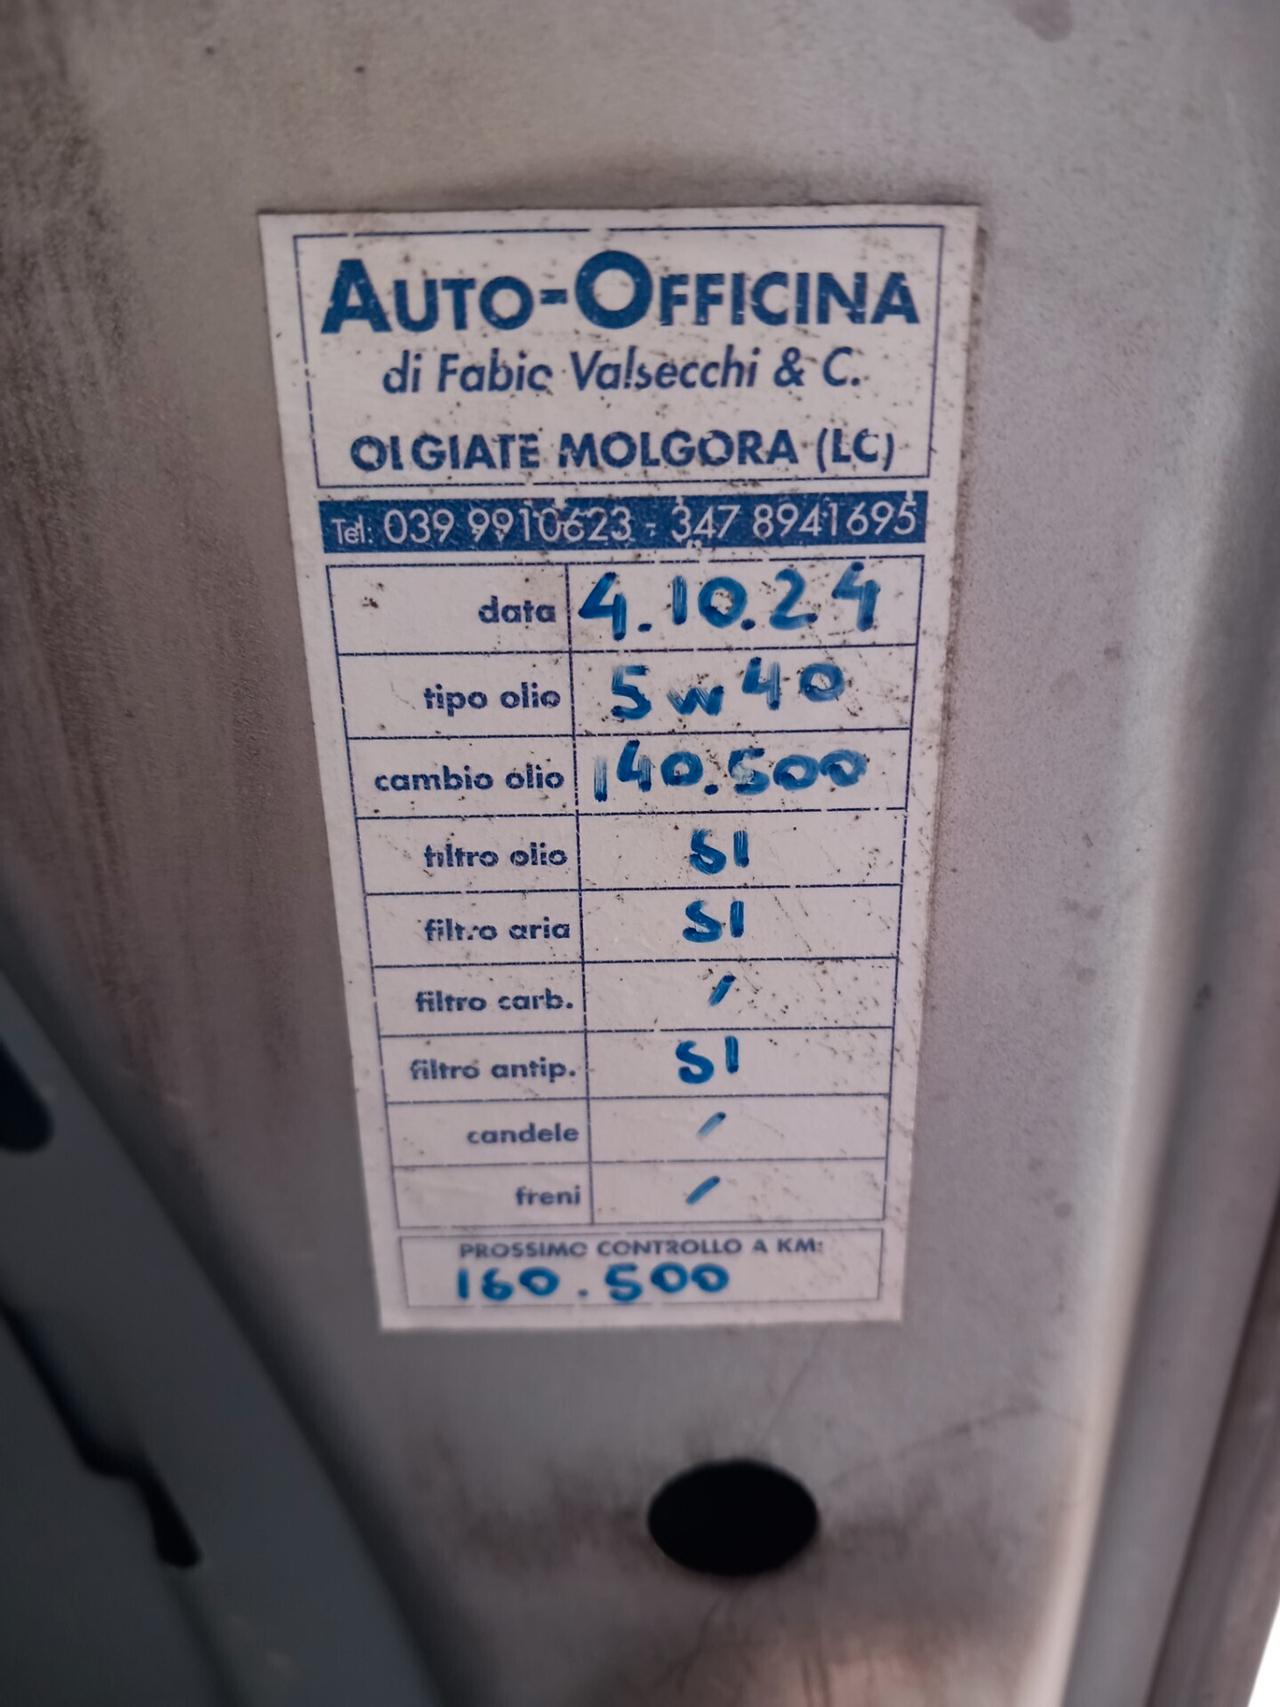 AUTO-OFFICINA
di Fabio Valsecchi & C.
OLGIATE MOLGORA (LC)
Tel: 039 9910623 - 347 8941695
data 4.10.24
tipo olio 5w40
cambio olio 140.500
filtro olio SI
filtro aria SI
filtro carb. /
filtro antip. SI
candele /
freni /
PROSSIMO CONTROLLO A KM:
160.500